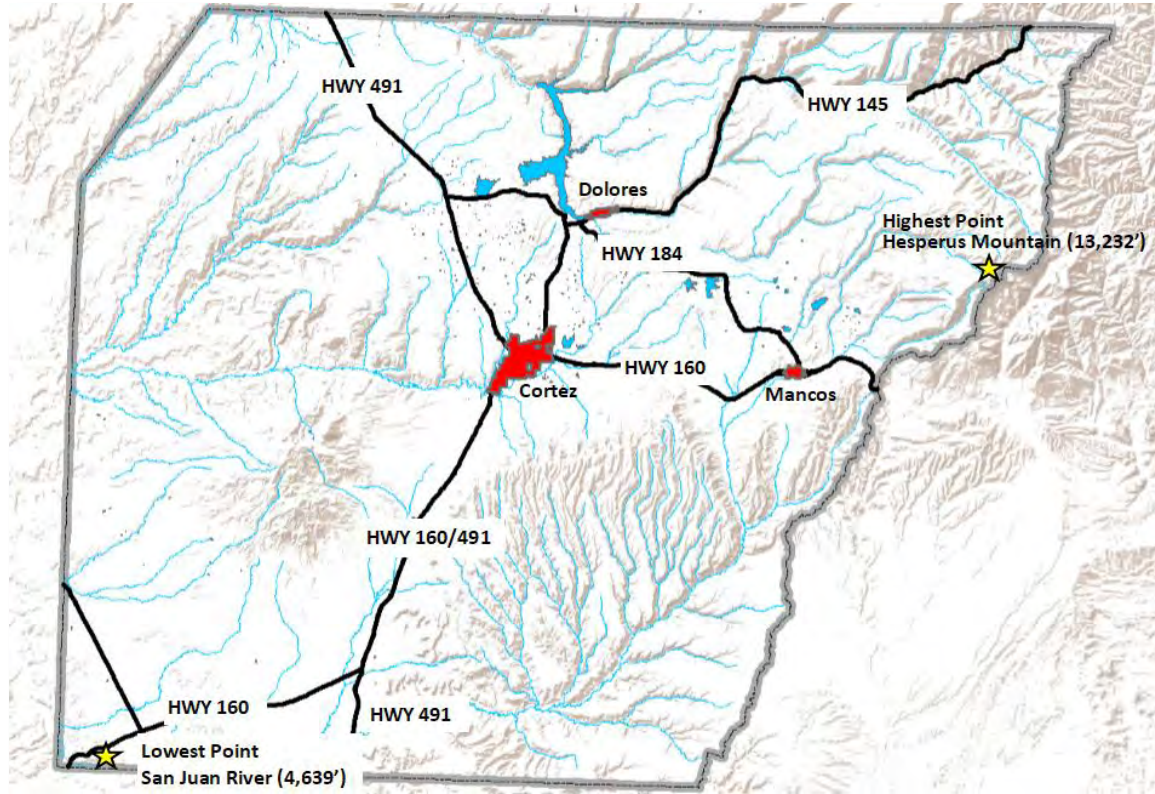 HWY 491
HWY 145
Dolores
Highest Point
Hesperus Mountain (13,232’)
HWY 184
HWY 160
Cortez
Mancos
HWY 160/491
HWY 160
HWY 491
Lowest Point
San Juan River (4,639’)